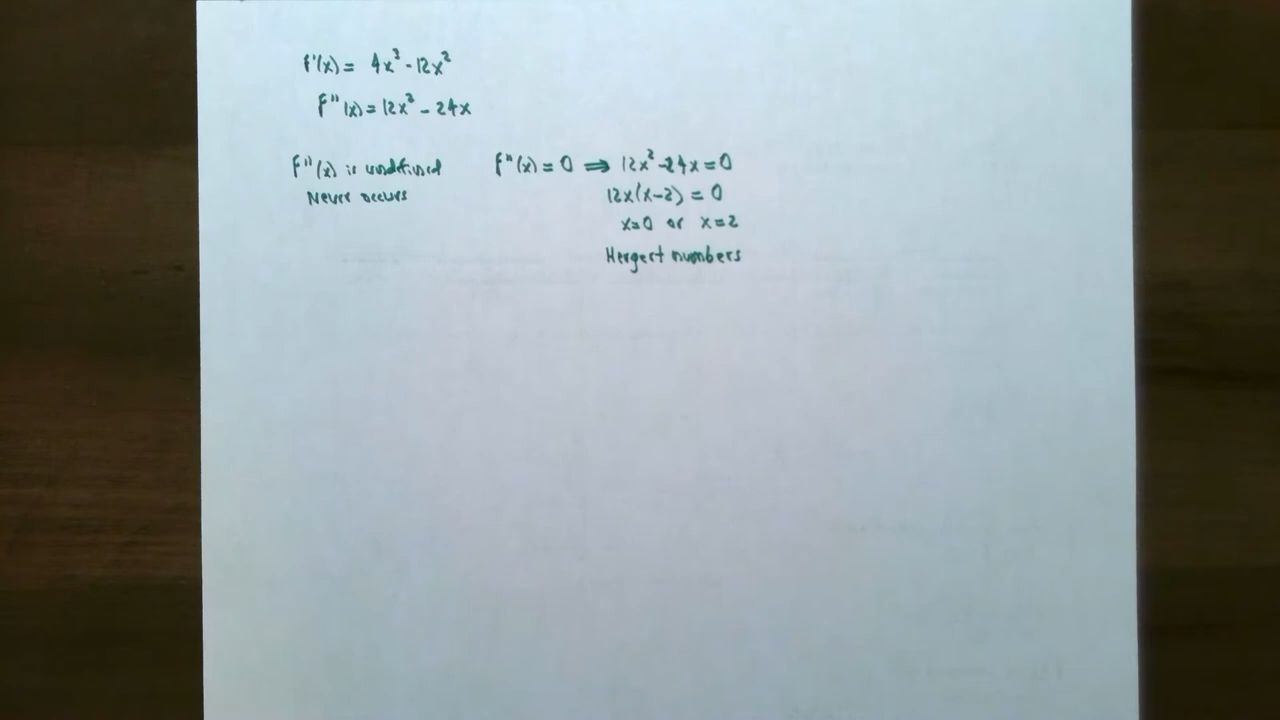 f'(x) = 4x³ - 12x²
f''(x) = 12x² - 24x
f''(x) is undefined
Never occurs
f''(x) = 0 ⟹ 12x² - 24x = 0
12x(x-2) = 0
x=0 or x=2
Hergert numbers